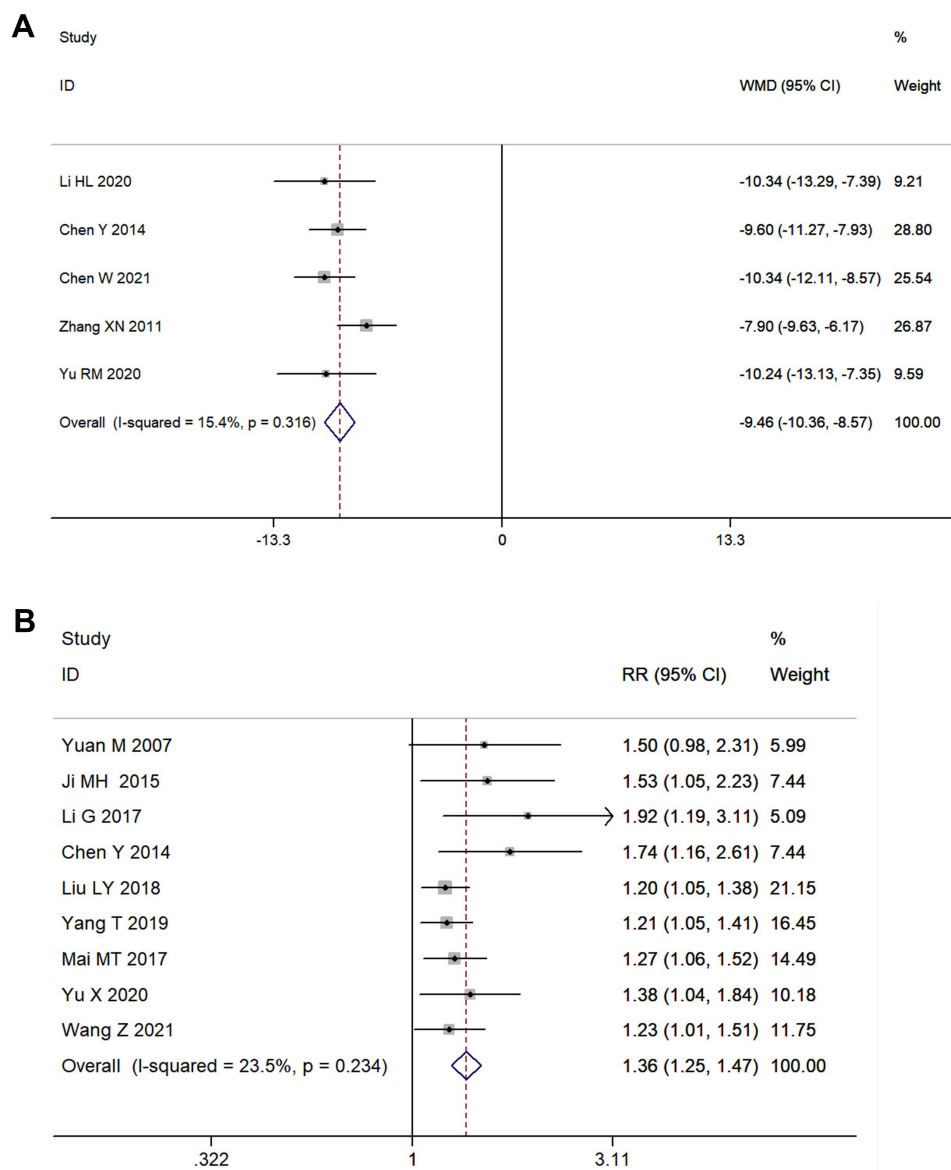 A
Study %
ID WMD (95% CI) Weight
Li HL 2020 -10.34 (-13.29, -7.39) 9.21
Chen Y 2014 -9.60 (-11.27, -7.93) 28.80
Chen W 2021 -10.34 (-12.11, -8.57) 25.54
Zhang XN 2011 -7.90 (-9.63, -6.17) 26.87
Yu RM 2020 -10.24 (-13.13, -7.35) 9.59
Overall (I-squared = 15.4%, p = 0.316) -9.46 (-10.36, -8.57) 100.00
-13.3 0 13.3
B
Study %
ID RR (95% CI) Weight
Yuan M 2007 1.50 (0.98, 2.31) 5.99
Ji MH 2015 1.53 (1.05, 2.23) 7.44
Li G 2017 1.92 (1.19, 3.11) 5.09
Chen Y 2014 1.74 (1.16, 2.61) 7.44
Liu LY 2018 1.20 (1.05, 1.38) 21.15
Yang T 2019 1.21 (1.05, 1.41) 16.45
Mai MT 2017 1.27 (1.06, 1.52) 14.49
Yu X 2020 1.38 (1.04, 1.84) 10.18
Wang Z 2021 1.23 (1.01, 1.51) 11.75
Overall (I-squared = 23.5%, p = 0.234) 1.36 (1.25, 1.47) 100.00
.322 1 3.11